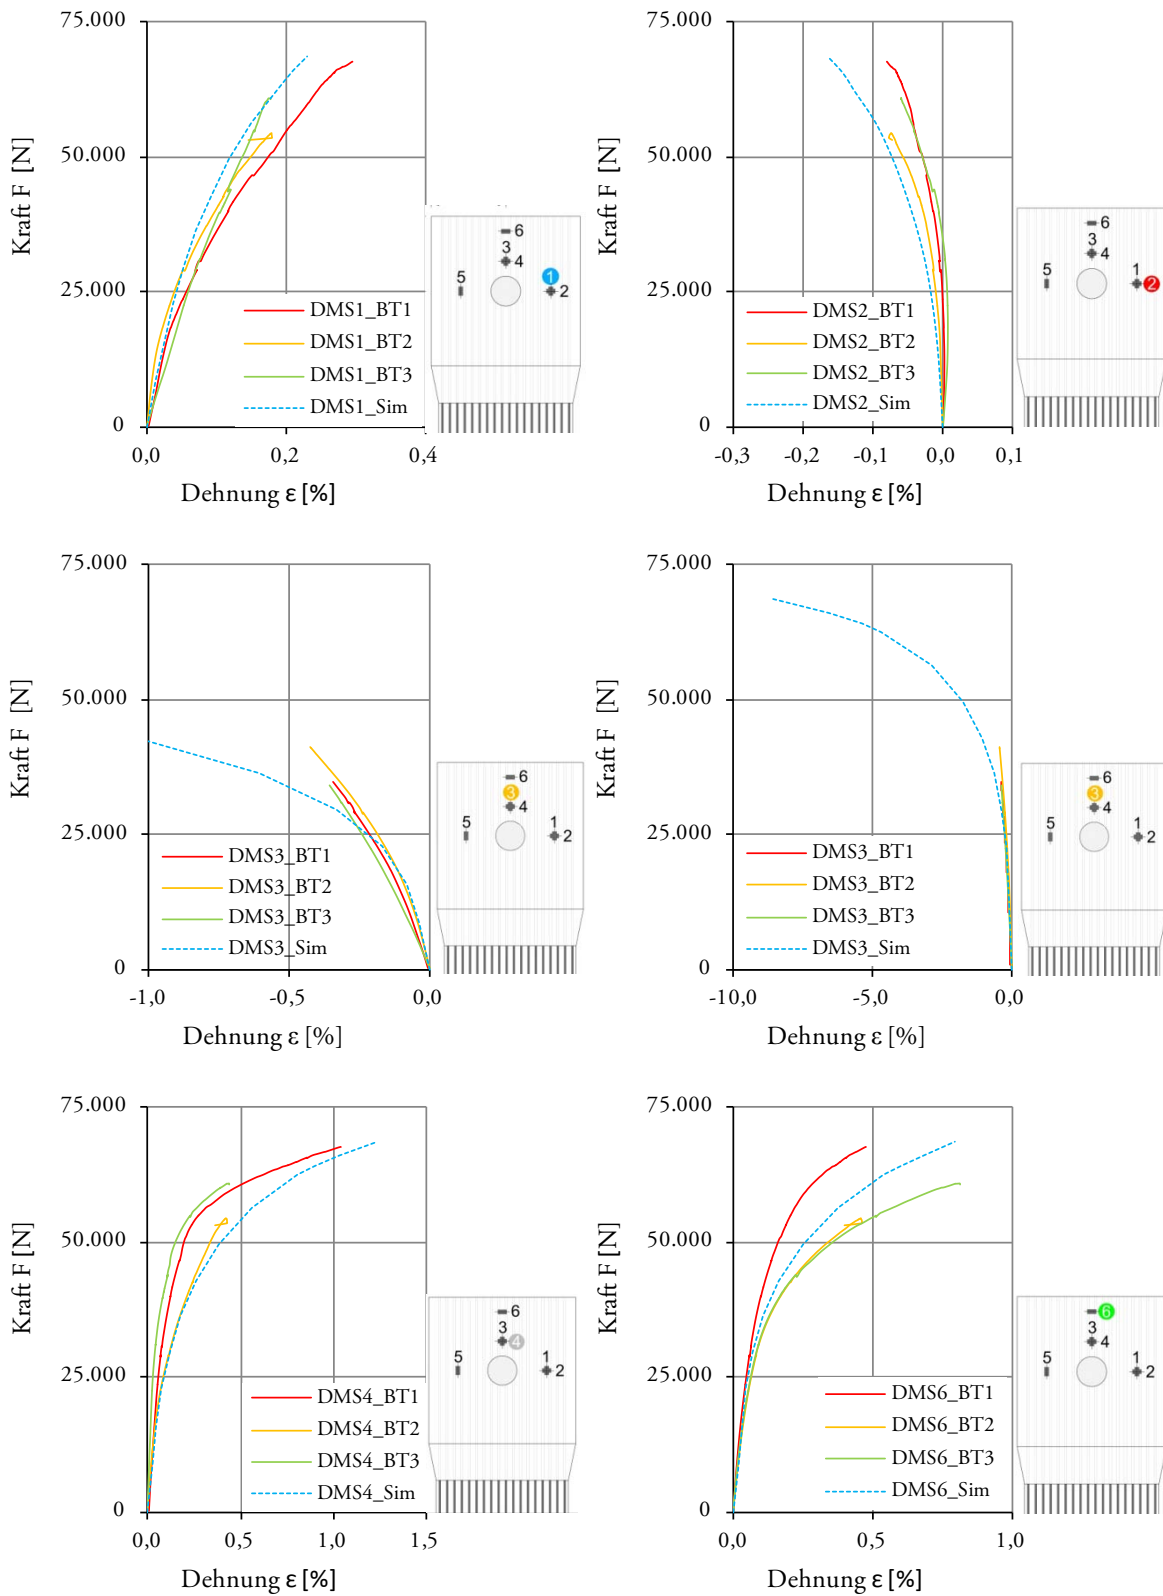 75.000
50.000
25.000
0
Kraft F [N]
0,0 0,2 0,4
Dehnung ε [%]
DMS1_BT1
DMS1_BT2
DMS1_BT3
DMS1_Sim
6
3
4
5
1
2
75.000
50.000
25.000
0
Kraft F [N]
-0,3 -0,2 -0,1 0,0 0,1
Dehnung ε [%]
DMS2_BT1
DMS2_BT2
DMS2_BT3
DMS2_Sim
6
3
4
5
1
2
75.000
50.000
25.000
0
Kraft F [N]
-1,0 -0,5 0,0
Dehnung ε [%]
DMS3_BT1
DMS3_BT2
DMS3_BT3
DMS3_Sim
6
3
4
5
1
2
75.000
50.000
25.000
0
Kraft F [N]
-10,0 -5,0 0,0
Dehnung ε [%]
DMS3_BT1
DMS3_BT2
DMS3_BT3
DMS3_Sim
6
3
4
5
1
2
75.000
50.000
25.000
0
Kraft F [N]
0,0 0,5 1,0 1,5
Dehnung ε [%]
DMS4_BT1
DMS4_BT2
DMS4_BT3
DMS4_Sim
6
3
4
5
1
2
75.000
50.000
25.000
0
Kraft F [N]
0,0 0,5 1,0
Dehnung ε [%]
DMS6_BT1
DMS6_BT2
DMS6_BT3
DMS6_Sim
6
3
4
5
1
2